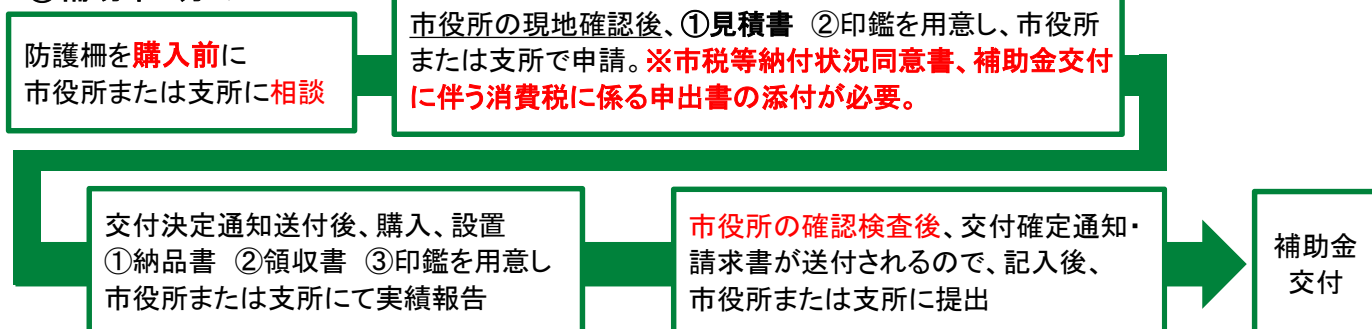 防護柵を購入前に
市役所または支所に相談
市役所の現地確認後、①見積書 ②印鑑を用意し、市役所
または支所で申請。※市税等納付状況同意書、補助金交付
に伴う消費税に係る申出書の添付が必要。
交付決定通知送付後、購入、設置
①納品書 ②領収書 ③印鑑を用意し
市役所または支所にて実績報告
市役所の確認検査後、交付確定通知・
請求書が送付されるので、記入後、
市役所または支所に提出
補助金
交付